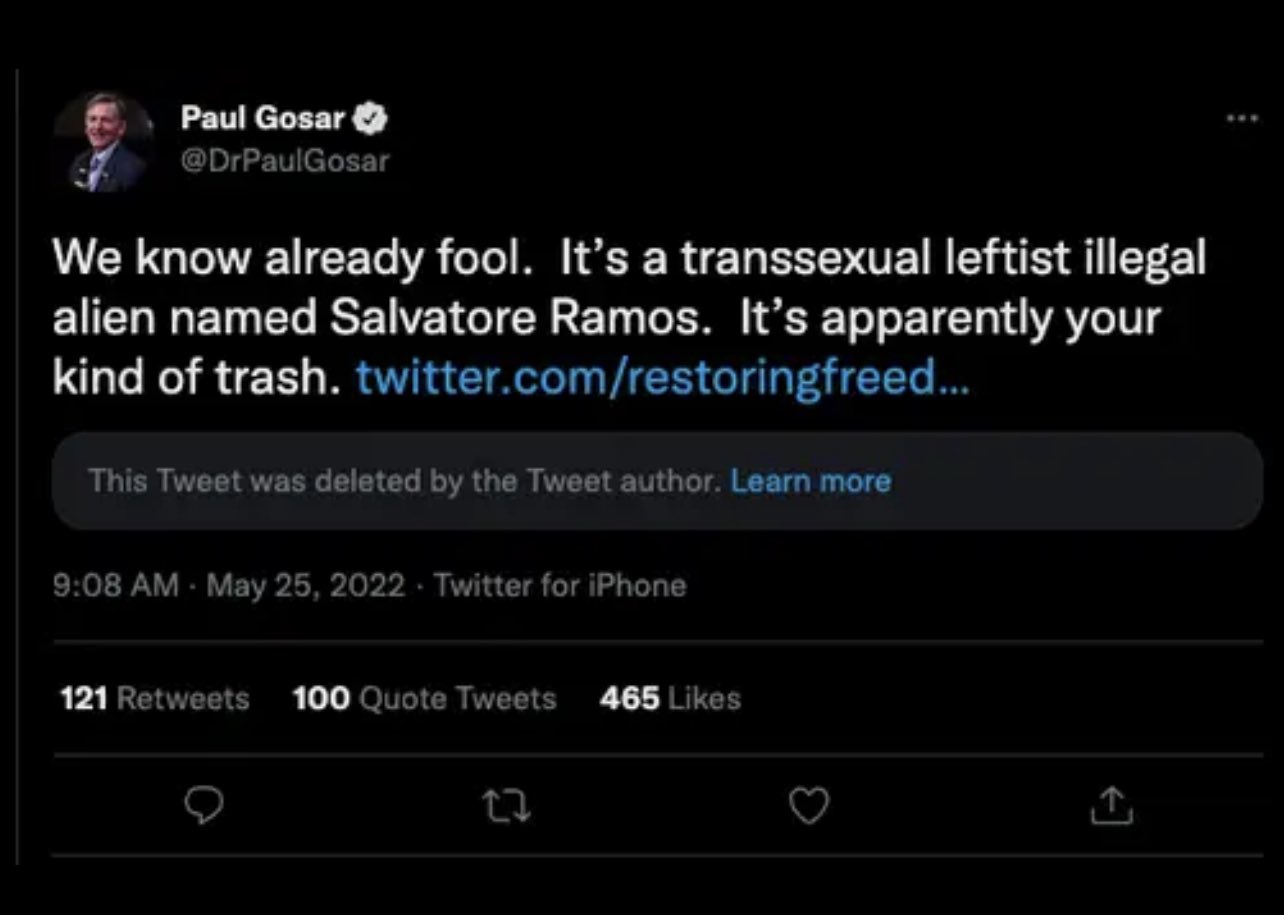 Paul Gosar
@DrPaulGosar
We know already fool.  It’s a transsexual leftist illegal
alien named Salvatore Ramos.  It’s apparently your
kind of trash. twitter.com/restoringfreed…
This Tweet was deleted by the Tweet author. Learn more
9:08 AM · May 25, 2022 · Twitter for iPhone
121 Retweets 100 Quote Tweets 465 Likes